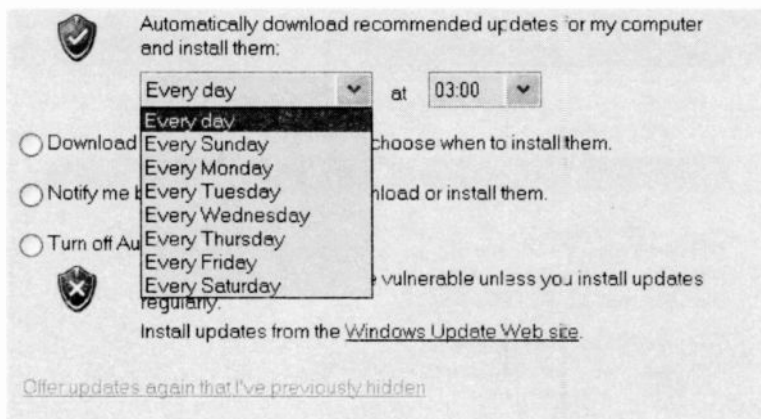 Automatically download recommended updates for my computer
and install them:
Every day at 03:00
Every day
Download Every Sunday choose when to install them.
Every Monday
Notify me b Every Tuesday nload or install them.
Every Wednesday
Turn off Au Every Thursday
Every Friday
Every Saturday vulnerable unless you install updates
regularly.
Install updates from the Windows Update Web site.
Offer updates again that I've previously hidden